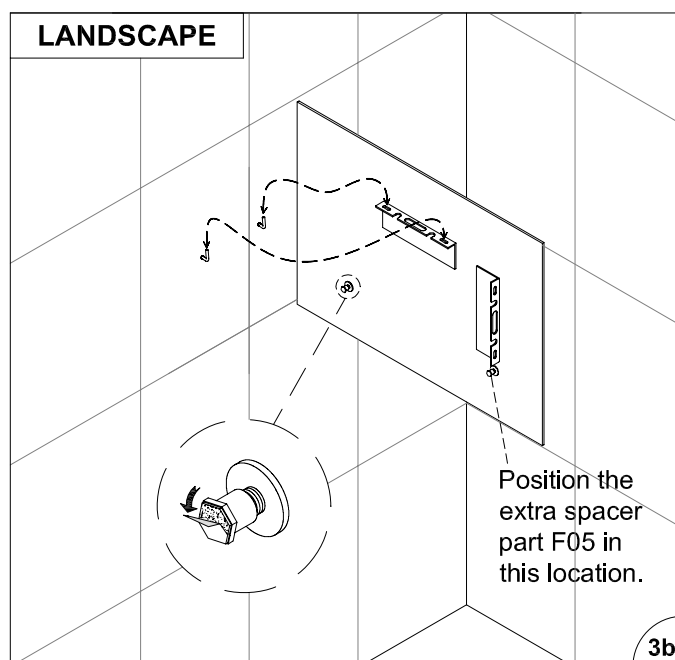 LANDSCAPE
Position the
extra spacer
part F05 in
this location.
3b